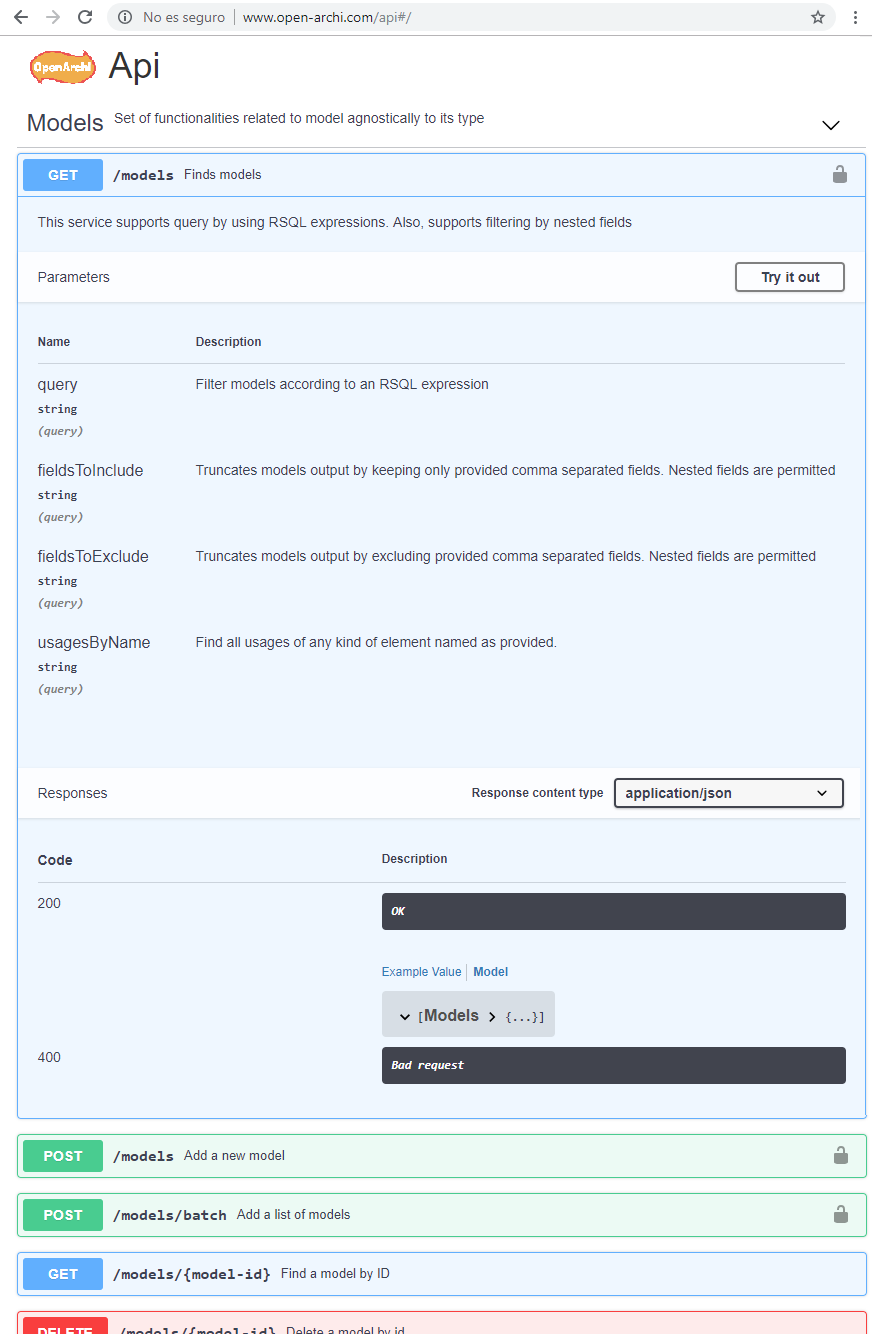 No es seguro | www.open-archi.com/api#/
OpenArchi Api
Models Set of functionalities related to model agnostically to its type
GET /models Finds models
This service supports query by using RSQL expressions. Also, supports filtering by nested fields
Parameters Try it out
Name Description
query Filter models according to an RSQL expression
string
(query)
fieldsToInclude Truncates models output by keeping only provided comma separated fields. Nested fields are permitted
string
(query)
fieldsToExclude Truncates models output by excluding provided comma separated fields. Nested fields are permitted
string
(query)
usagesByName Find all usages of any kind of element named as provided.
string
(query)
Responses Response content type application/json
Code Description
200 OK
Example Value Model
[Models {...}]
400 Bad request
POST /models Add a new model
POST /models/batch Add a list of models
GET /models/{model-id} Find a model by ID
DELETE /models/{model-id} Delete a model by id